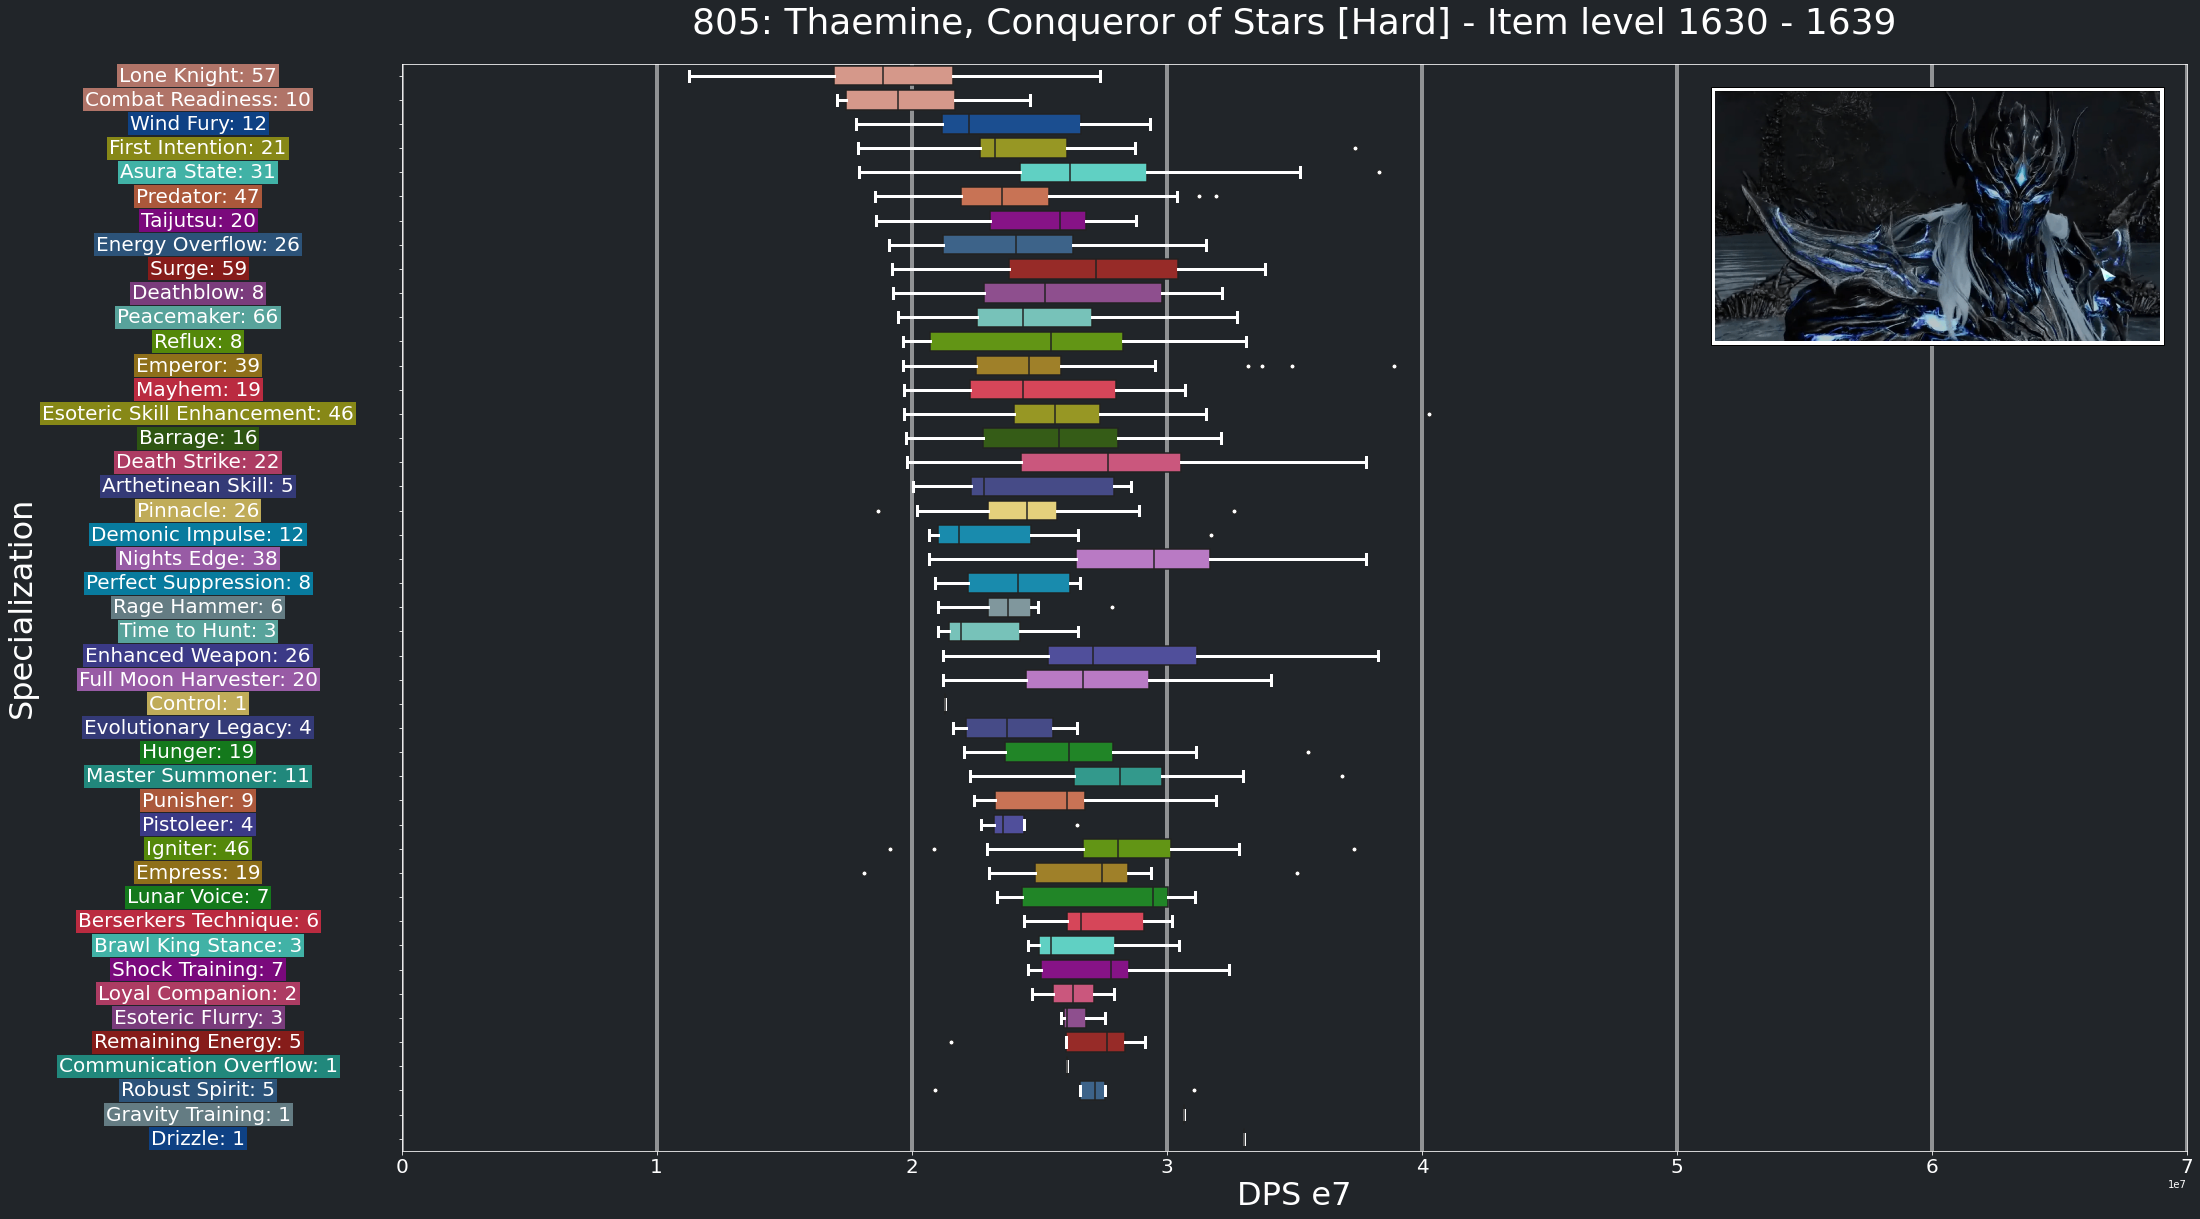 805: Thaemine, Conqueror of Stars [Hard] - Item level 1630 - 1639
Lone Knight: 57
Combat Readiness: 10
Wind Fury: 12
First Intention: 21
Asura State: 31
Predator: 47
Taijutsu: 20
Energy Overflow: 26
Surge: 59
Deathblow: 8
Peacemaker: 66
Reflux: 8
Emperor: 39
Mayhem: 19
Esoteric Skill Enhancement: 46
Barrage: 16
Death Strike: 22
Arthetinean Skill: 5
Pinnacle: 26
Demonic Impulse: 12
Nights Edge: 38
Perfect Suppression: 8
Rage Hammer: 6
Time to Hunt: 3
Enhanced Weapon: 26
Full Moon Harvester: 20
Control: 1
Evolutionary Legacy: 4
Hunger: 19
Master Summoner: 11
Punisher: 9
Pistoleer: 4
Igniter: 46
Empress: 19
Lunar Voice: 7
Berserkers Technique: 6
Brawl King Stance: 3
Shock Training: 7
Loyal Companion: 2
Esoteric Flurry: 3
Remaining Energy: 5
Communication Overflow: 1
Robust Spirit: 5
Gravity Training: 1
Drizzle: 1
Specialization
0 1 2 3 4 5 6 7
1e7
DPS e7